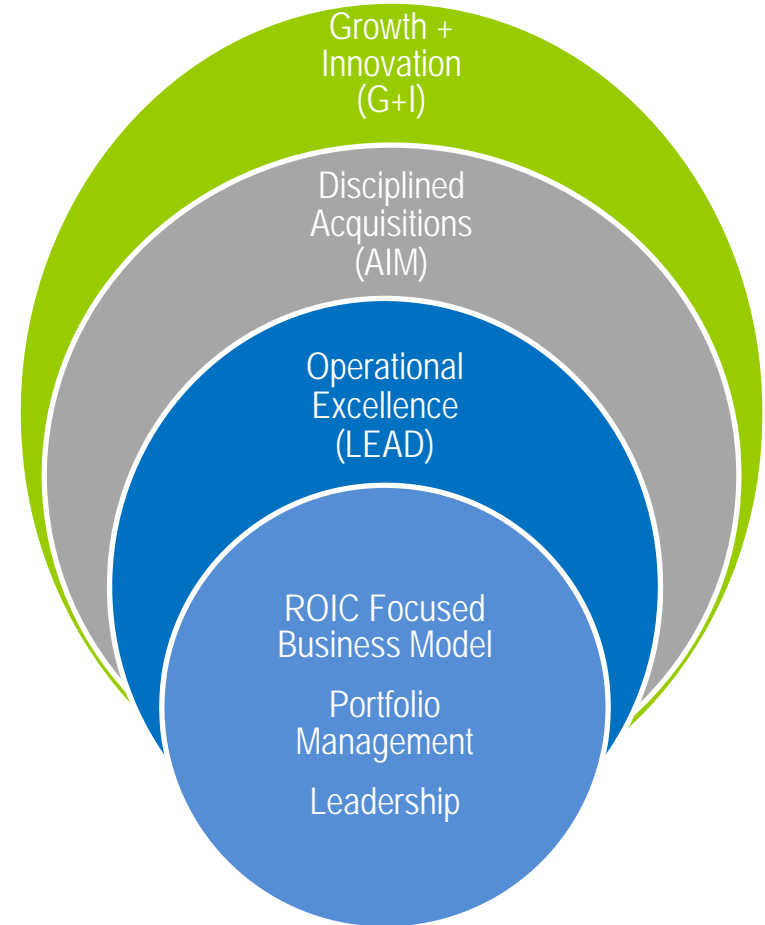 Growth +
Innovation
(G+I)
Disciplined
Acquisitions
(AIM)
Operational
Excellence
(LEAD)
ROIC Focused
Business Model
Portfolio
Management
Leadership